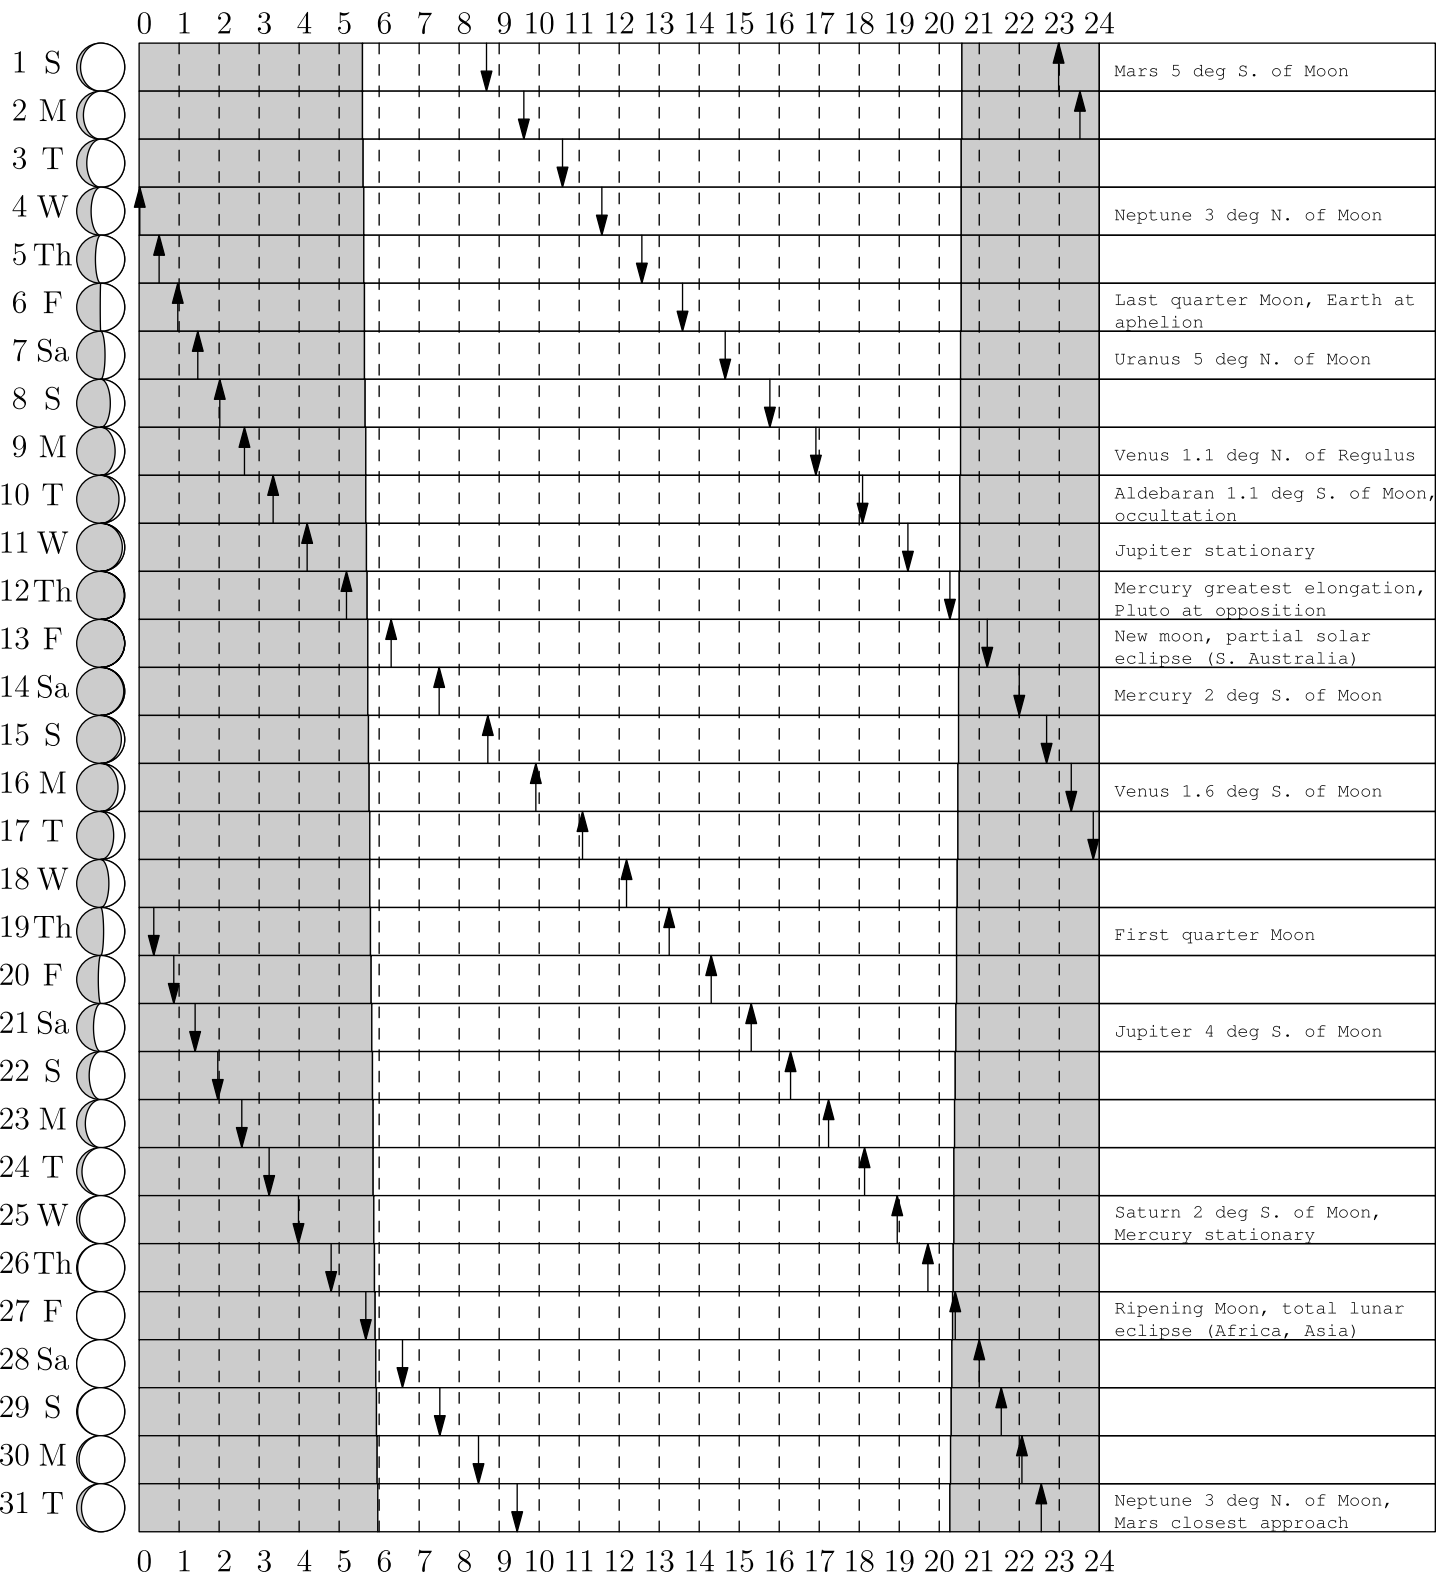 0 1 2 3 4 5 6 7 8 9 10 11 12 13 14 15 16 17 18 19 20 21 22 23 24
1 S Mars 5 deg S. of Moon
2 M
3 T
4 W Neptune 3 deg N. of Moon
5 Th
6 F Last quarter Moon, Earth at
aphelion
7 Sa Uranus 5 deg N. of Moon
8 S
9 M Venus 1.1 deg N. of Regulus
10 T Aldebaran 1.1 deg S. of Moon,
occultation
11 W Jupiter stationary
12 Th Mercury greatest elongation,
Pluto at opposition
13 F New moon, partial solar
eclipse (S. Australia)
14 Sa Mercury 2 deg S. of Moon
15 S
16 M Venus 1.6 deg S. of Moon
17 T
18 W
19 Th First quarter Moon
20 F
21 Sa Jupiter 4 deg S. of Moon
22 S
23 M
24 T
25 W Saturn 2 deg S. of Moon,
Mercury stationary
26 Th
27 F Ripening Moon, total lunar
eclipse (Africa, Asia)
28 Sa
29 S
30 M
31 T Neptune 3 deg N. of Moon,
Mars closest approach
0 1 2 3 4 5 6 7 8 9 10 11 12 13 14 15 16 17 18 19 20 21 22 23 24